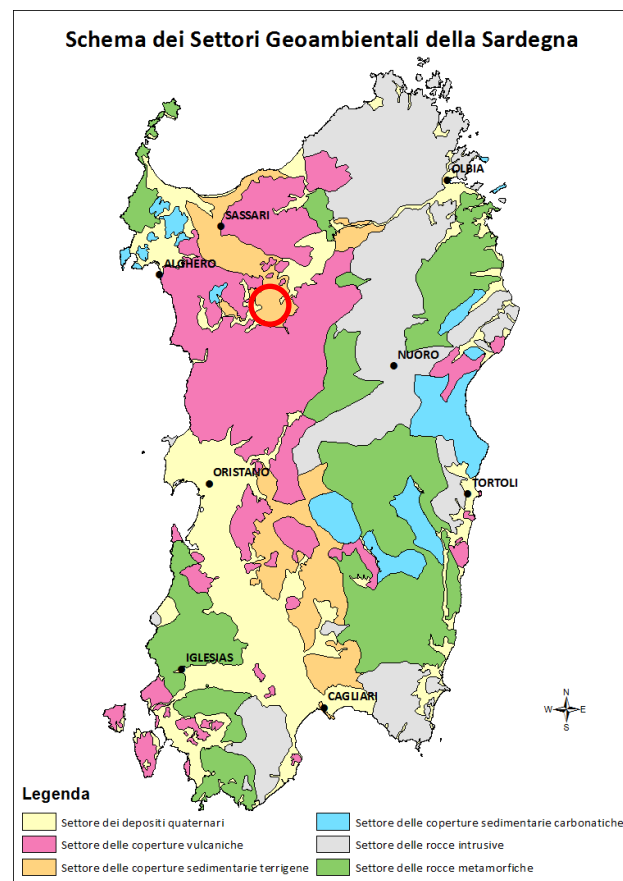 Schema dei Settori Geoambientali della Sardegna
OLBIA
SASSARI
ALGHERO
NUORO
ORISTANO
TORTOLI
IGLESIAS
CAGLIARI
N
W E
S
Legenda
Settore dei depositi quaternari
Settore delle coperture vulcaniche
Settore delle coperture sedimentarie terrigene
Settore delle coperture sedimentarie carbonatiche
Settore delle rocce intrusive
Settore delle rocce metamorfiche